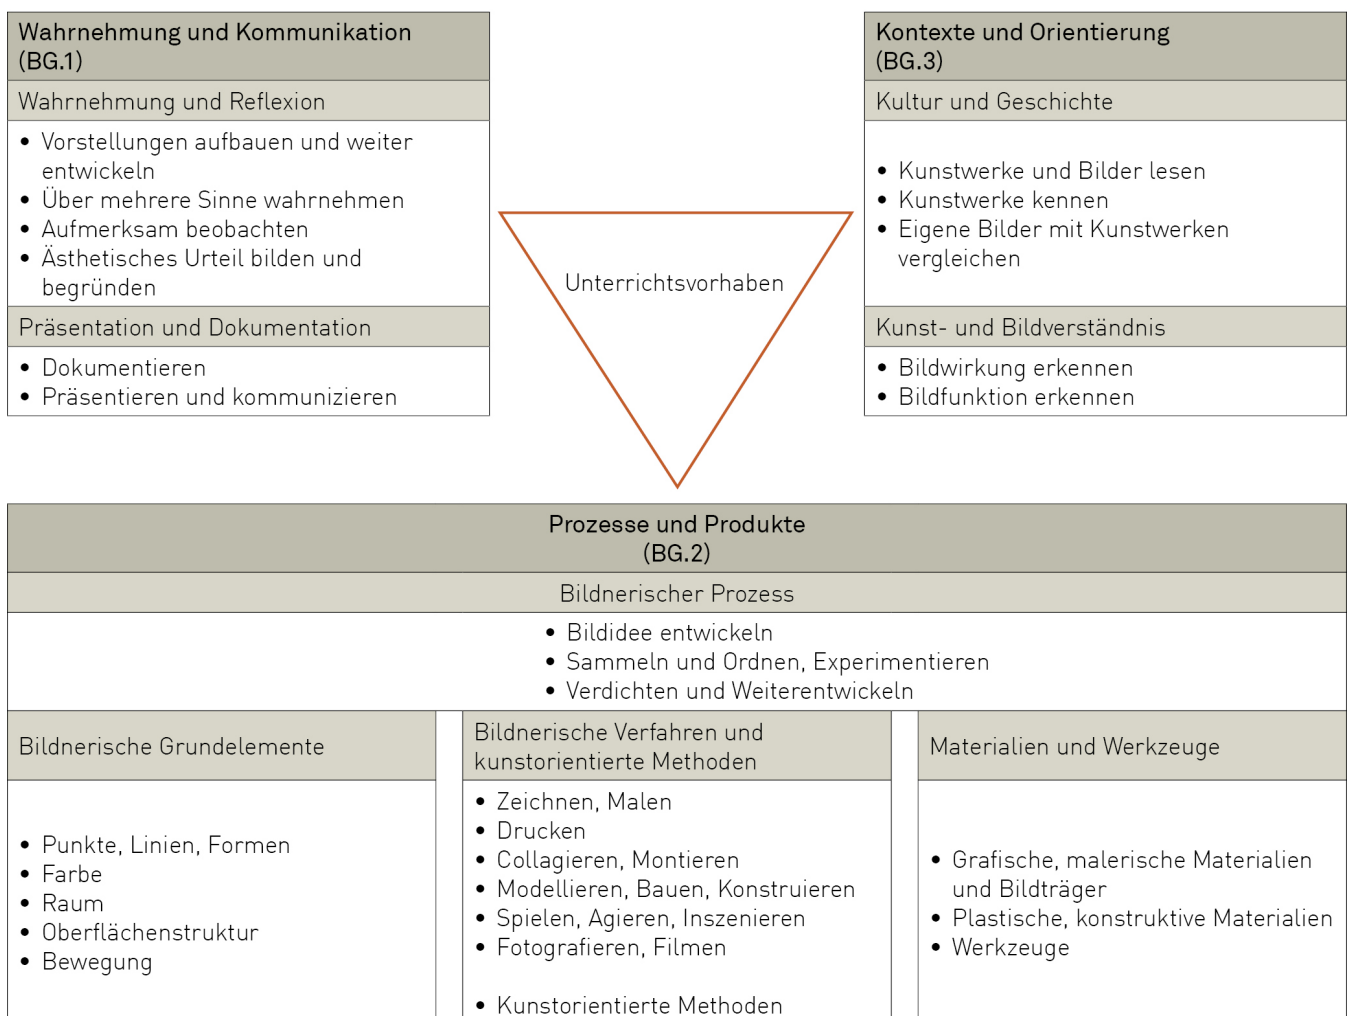 Wahrnehmung und Kommunikation
(BG.1)
Wahrnehmung und Reflexion
• Vorstellungen aufbauen und weiter
entwickeln
• Über mehrere Sinne wahrnehmen
• Aufmerksam beobachten
• Ästhetisches Urteil bilden und
begründen
Präsentation und Dokumentation
• Dokumentieren
• Präsentieren und kommunizieren
Unterrichtsvorhaben
Kontexte und Orientierung
(BG.3)
Kultur und Geschichte
• Kunstwerke und Bilder lesen
• Kunstwerke kennen
• Eigene Bilder mit Kunstwerken
vergleichen
Kunst- und Bildverständnis
• Bildwirkung erkennen
• Bildfunktion erkennen
Prozesse und Produkte
(BG.2)
Bildnerischer Prozess
• Bildidee entwickeln
• Sammeln und Ordnen, Experimentieren
• Verdichten und Weiterentwickeln
Bildnerische Grundelemente
• Punkte, Linien, Formen
• Farbe
• Raum
• Oberflächenstruktur
• Bewegung
Bildnerische Verfahren und
kunstorientierte Methoden
• Zeichnen, Malen
• Drucken
• Collagieren, Montieren
• Modellieren, Bauen, Konstruieren
• Spielen, Agieren, Inszenieren
• Fotografieren, Filmen
• Kunstorientierte Methoden
Materialien und Werkzeuge
• Grafische, malerische Materialien
und Bildträger
• Plastische, konstruktive Materialien
• Werkzeuge